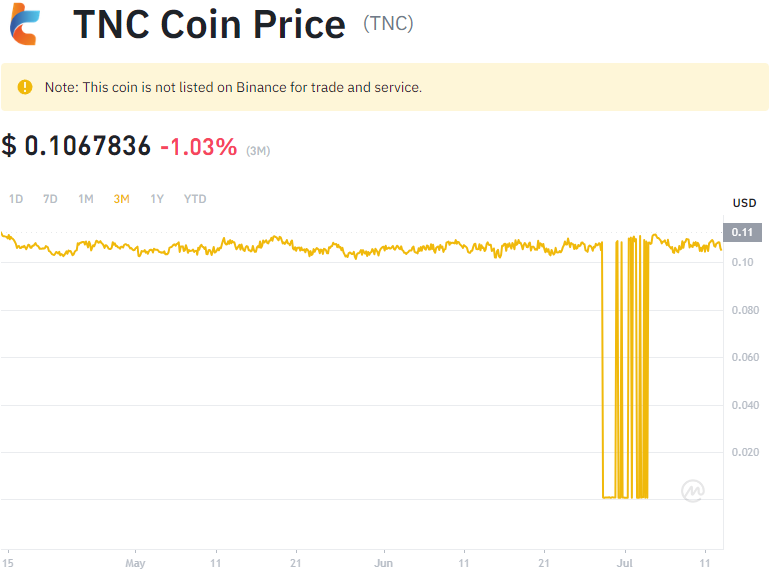 TNC Coin Price (TNC)
Note: This coin is not listed on Binance for trade and service.
$ 0.1067836 -1.03% (3M)
1D 7D 1M 3M 1Y YTD
USD
0.11
0.10
0.080
0.060
0.040
0.020
15 May 11 21 Jun 11 21 Jul 11